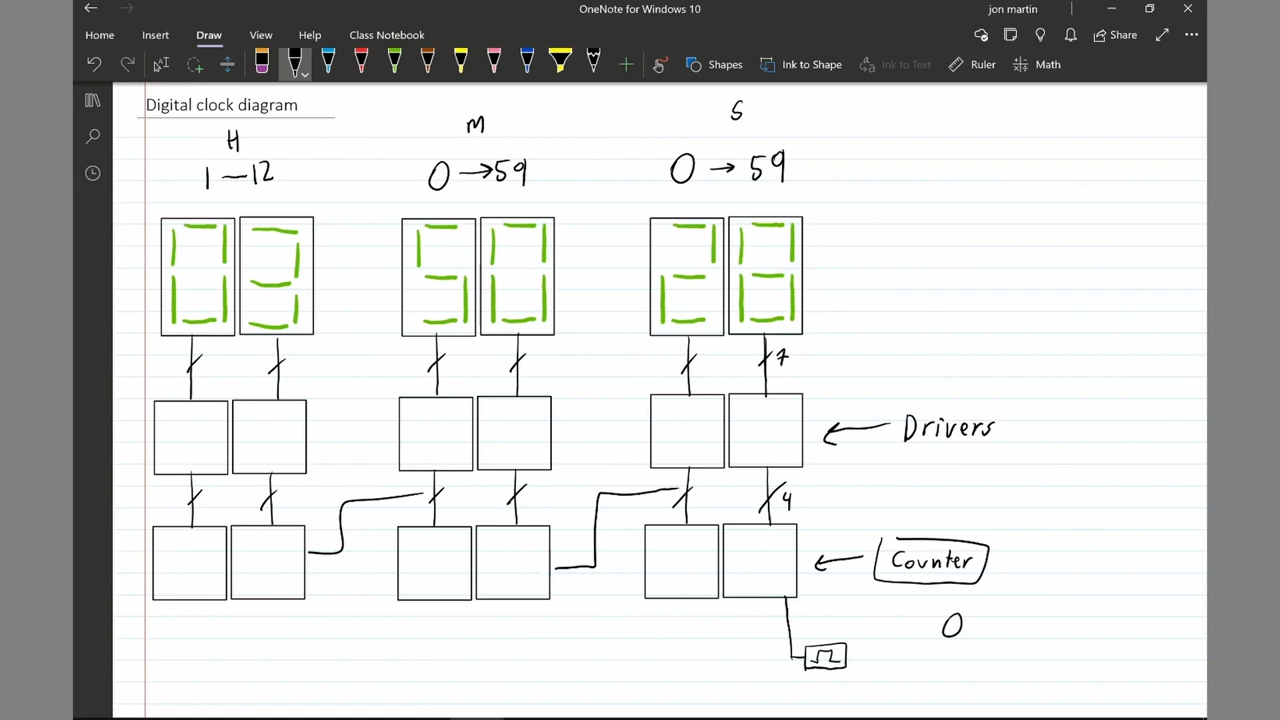 OneNote for Windows 10
jon martin
Home Insert Draw View Help Class Notebook
Share
Shapes Ink to Shape Ink to Text Ruler Math
Digital clock diagram
H M S
1 — 12 0 → 59 0 → 59
03 50 28
7
Drivers
4
Counter
0